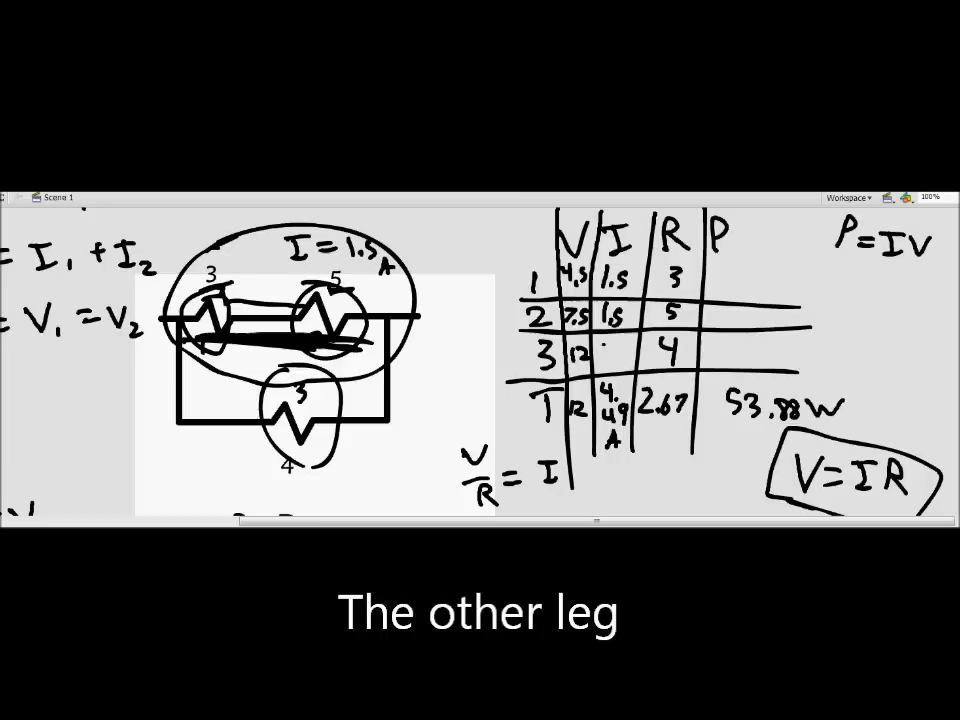 Scene 1
Workspace
100%
= I₁ + I₂
= V₁ = V₂
I = 1.5 A
3
5
3
4
V I R P
1 4.5 1.5 3
2 7.5 1.5 5
3 12 4
T 12 4.49 A 2.67 53.88 W
P = IV
V/R = I
V = IR
The other leg